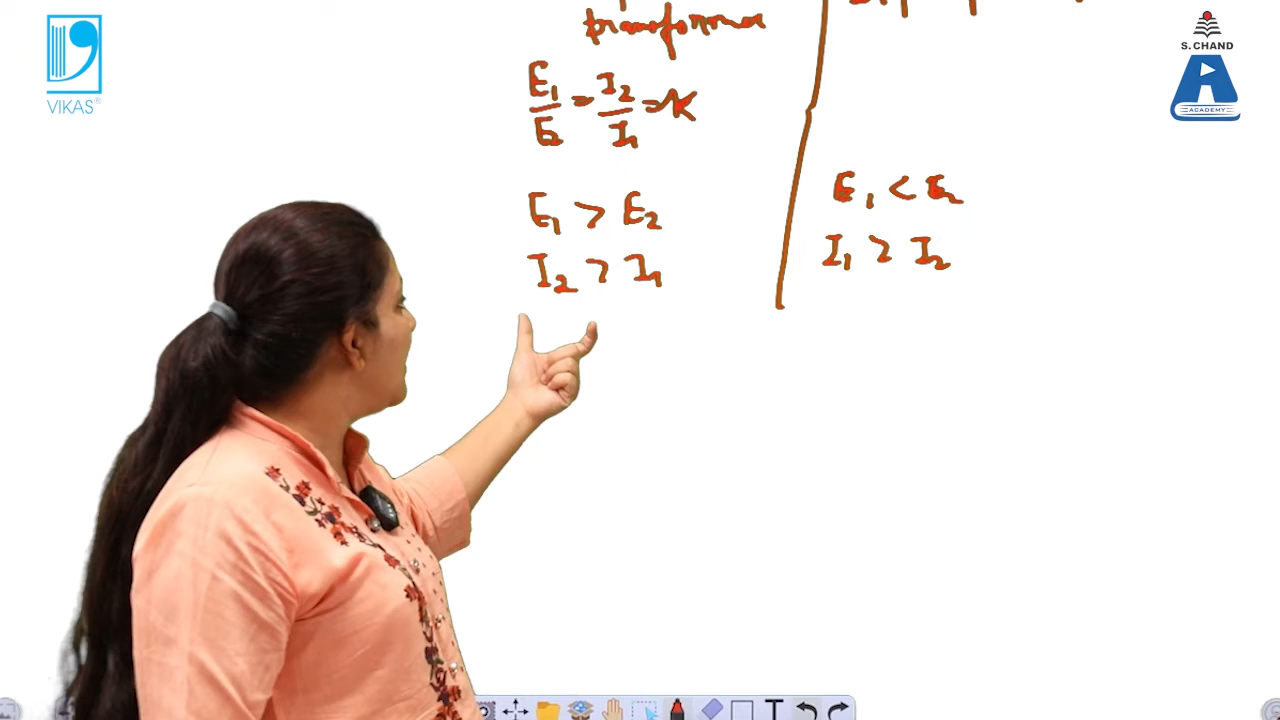 transformer
E1/E2 = I2/I1 = K
E1 > E2
I2 > I1
E1 < E2
I1 > I2
VIKAS®
S. CHAND
ACADEMY
T